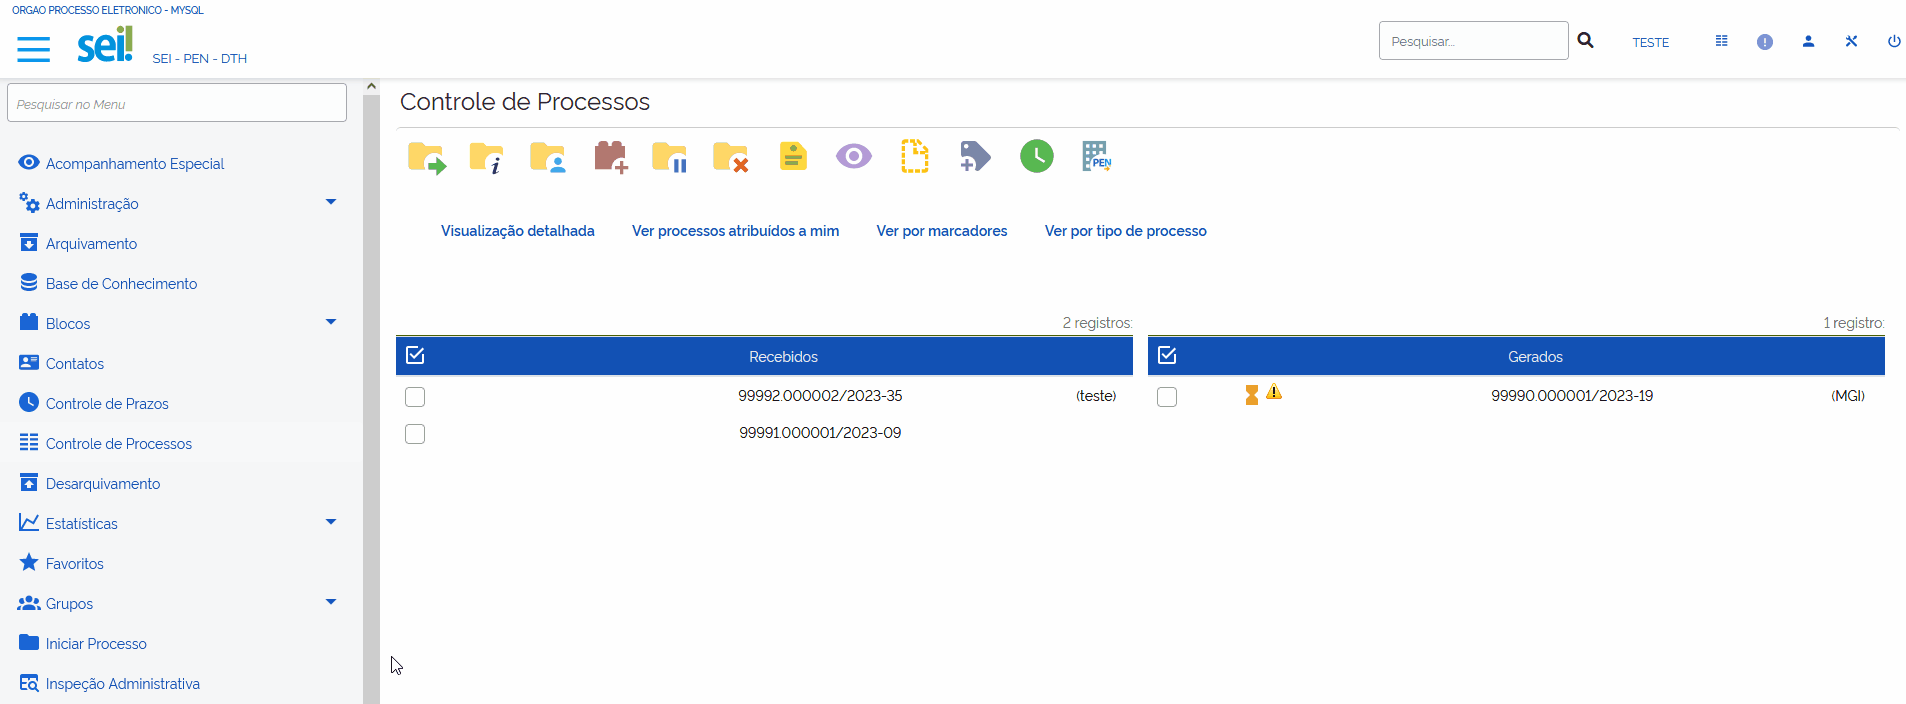 ORGAO PROCESSO ELETRONICO - MYSQL
sei!
SEI - PEN - DTH
Pesquisar...
TESTE
Pesquisar no Menu
Acompanhamento Especial
Administração
Arquivamento
Base de Conhecimento
Blocos
Contatos
Controle de Prazos
Controle de Processos
Desarquivamento
Estatísticas
Favoritos
Grupos
Iniciar Processo
Inspeção Administrativa
Controle de Processos
PEN
Visualização detalhada Ver processos atribuídos a mim Ver por marcadores Ver por tipo de processo
2 registros:
Recebidos
99992.000002/2023-35 (teste)
99991.000001/2023-09
1 registro:
Gerados
99990.000001/2023-19 (MGI)